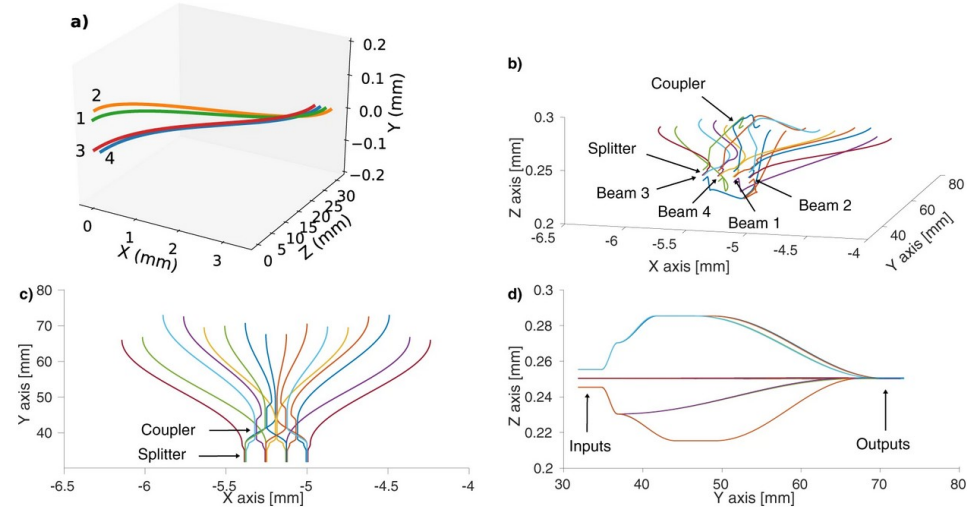 a)
0.2
0.1
0.0
−0.1
−0.2
Y (mm)
2
1
3
4
0
1
2
3
X (mm)
0
5
10
15
20
25
30
Z (mm)
b)
Coupler
Splitter
Beam 3
Beam 4
Beam 1
Beam 2
0.3
0.25
0.2
Z axis [mm]
-6.5
-6
-5.5
-5
-4.5
-4
X axis [mm]
40
60
80
Y axis [mm]
c)
80
70
60
50
40
Y axis [mm]
Coupler
Splitter
-6.5
-6
-5.5
-5
-4.5
-4
X axis [mm]
d)
0.3
0.28
0.26
0.24
0.22
0.2
Z axis [mm]
Inputs
Outputs
30
40
50
60
70
80
Y axis [mm]